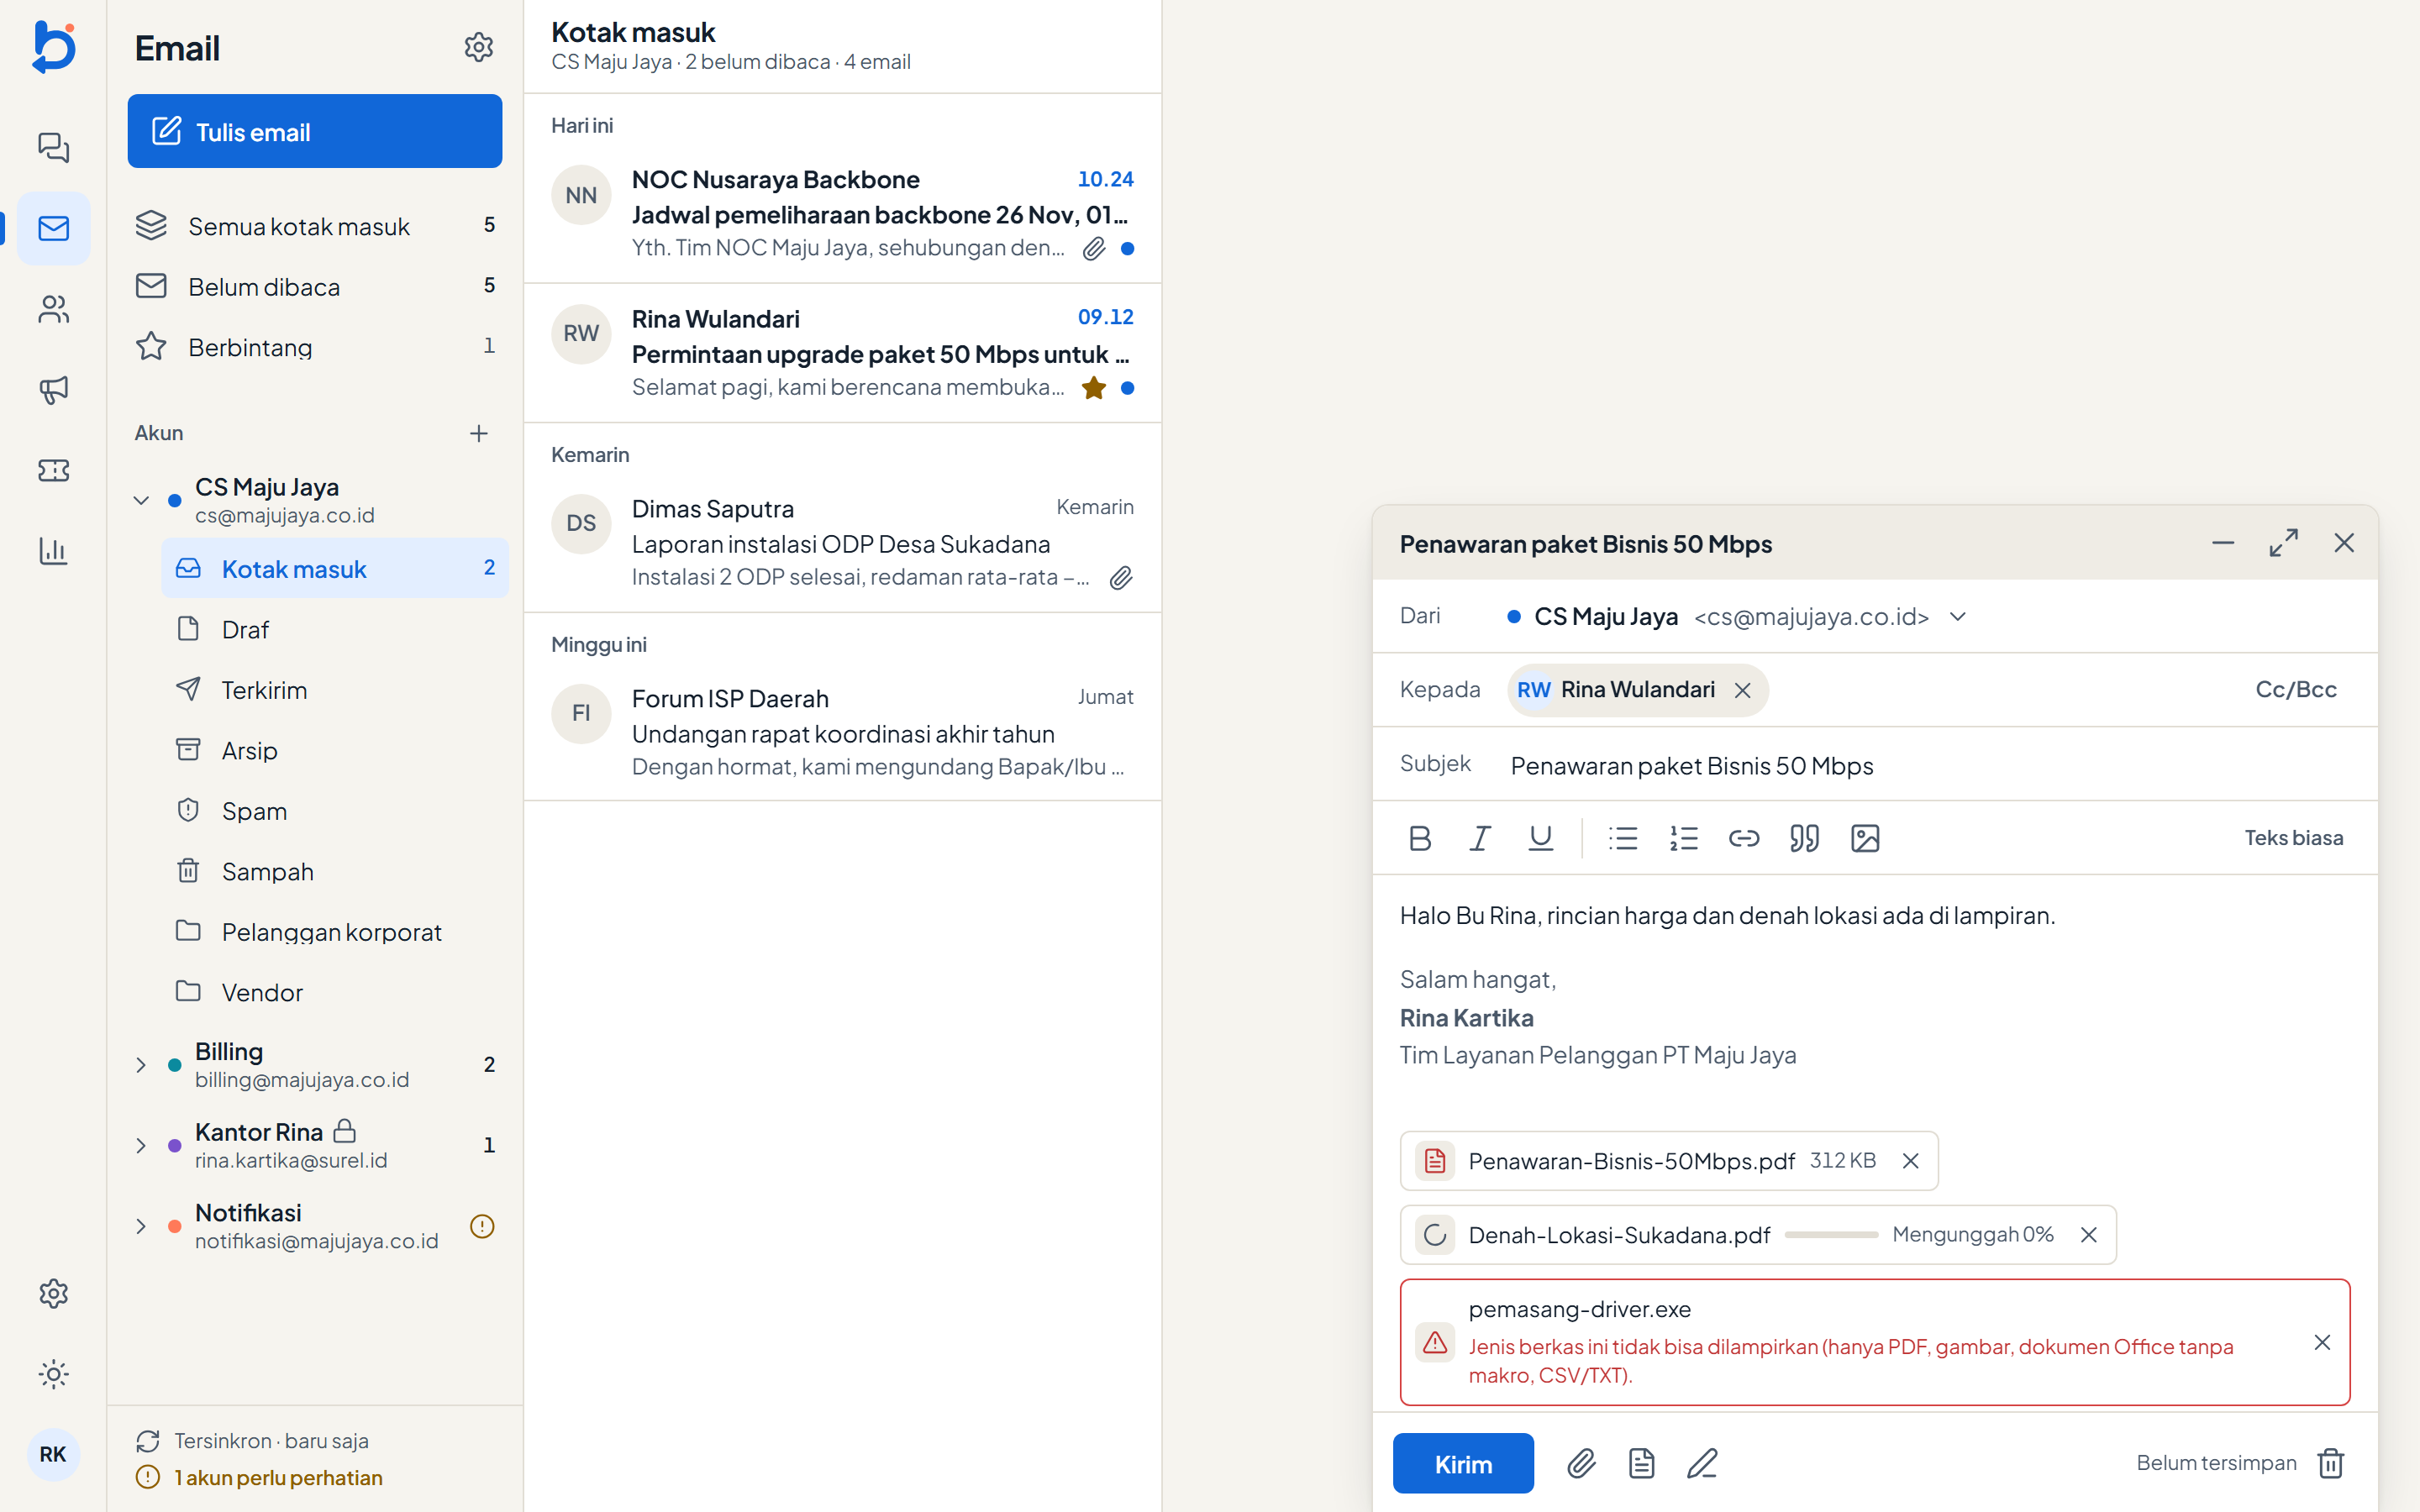 Email
Tulis email
Semua kotak masuk 5
Belum dibaca 5
Berbintang 1
Akun
CS Maju Jaya
cs@majujaya.co.id
Kotak masuk 2
Draf
Terkirim
Arsip
Spam
Sampah
Pelanggan korporat
Vendor
Billing
billing@majujaya.co.id 2
Kantor Rina
rina.kartika@surel.id 1
Notifikasi
notifikasi@majujaya.co.id
RK
Tersinkron · baru saja
1 akun perlu perhatian
Kotak masuk
CS Maju Jaya · 2 belum dibaca · 4 email
Hari ini
NN
NOC Nusaraya Backbone 10.24
Jadwal pemeliharaan backbone 26 Nov, 01...
Yth. Tim NOC Maju Jaya, sehubungan den...
RW
Rina Wulandari 09.12
Permintaan upgrade paket 50 Mbps untuk ...
Selamat pagi, kami berencana membuka...
Kemarin
DS
Dimas Saputra Kemarin
Laporan instalasi ODP Desa Sukadana
Instalasi 2 ODP selesai, redaman rata-rata –...
Minggu ini
FI
Forum ISP Daerah Jumat
Undangan rapat koordinasi akhir tahun
Dengan hormat, kami mengundang Bapak/Ibu ...
Penawaran paket Bisnis 50 Mbps
Dari CS Maju Jaya <cs@majujaya.co.id>
Kepada RW Rina Wulandari Cc/Bcc
Subjek Penawaran paket Bisnis 50 Mbps
Teks biasa
Halo Bu Rina, rincian harga dan denah lokasi ada di lampiran.
Salam hangat,
Rina Kartika
Tim Layanan Pelanggan PT Maju Jaya
Penawaran-Bisnis-50Mbps.pdf 312 KB
Denah-Lokasi-Sukadana.pdf Mengunggah 0%
pemasang-driver.exe
Jenis berkas ini tidak bisa dilampirkan (hanya PDF, gambar, dokumen Office tanpa
makro, CSV/TXT).
Kirim
Belum tersimpan